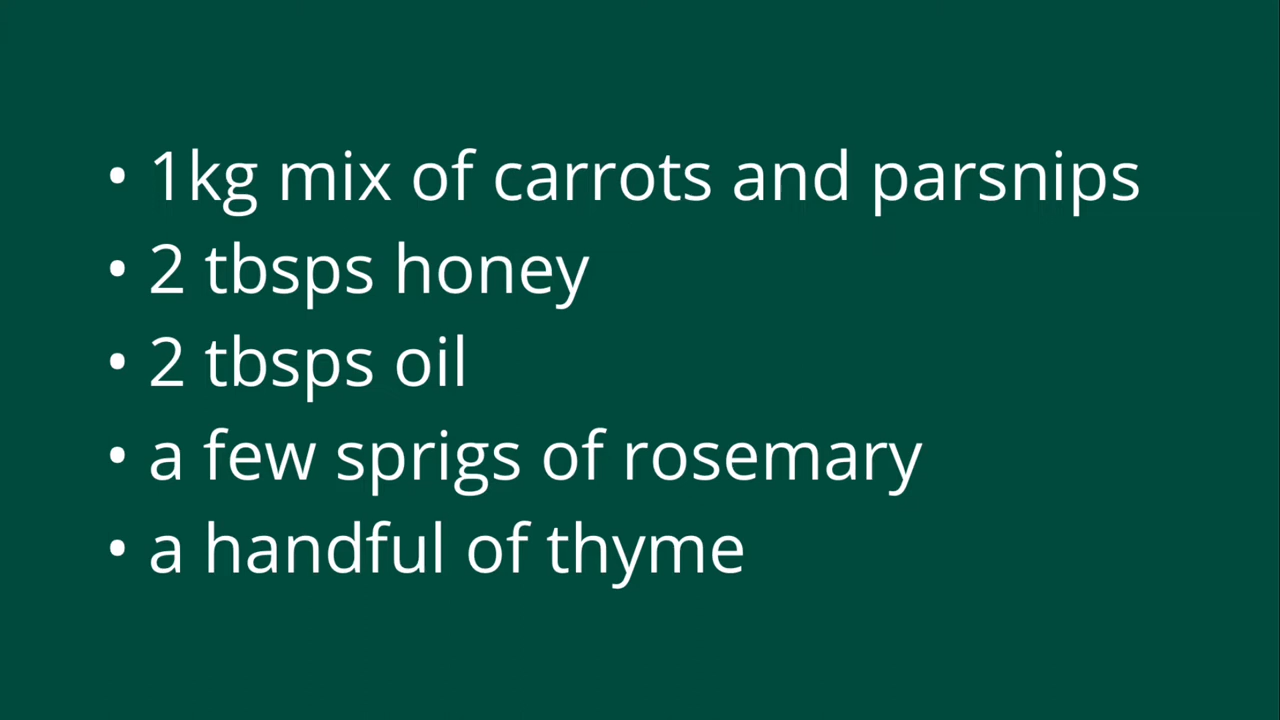 • 1kg mix of carrots and parsnips
• 2 tbsps honey
• 2 tbsps oil
• a few sprigs of rosemary
• a handful of thyme